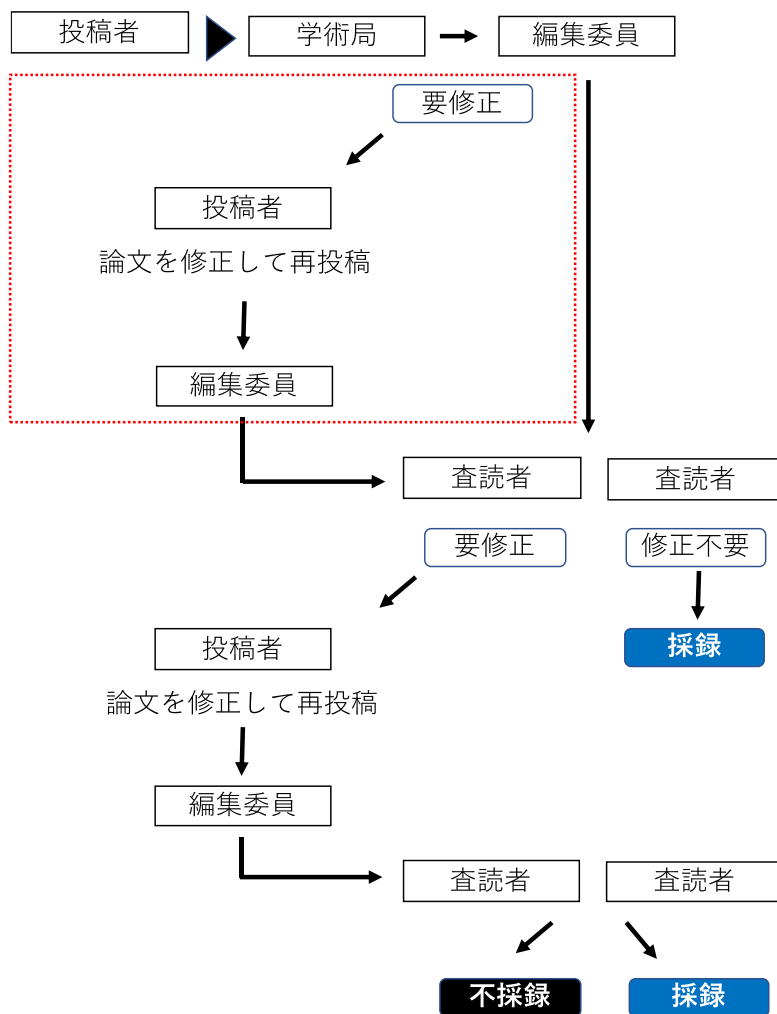 投稿者
学術局
編集委員
要修正
投稿者
論文を修正して再投稿
編集委員
査読者
査読者
要修正
修正不要
採録
投稿者
論文を修正して再投稿
編集委員
査読者
査読者
不採録
採録